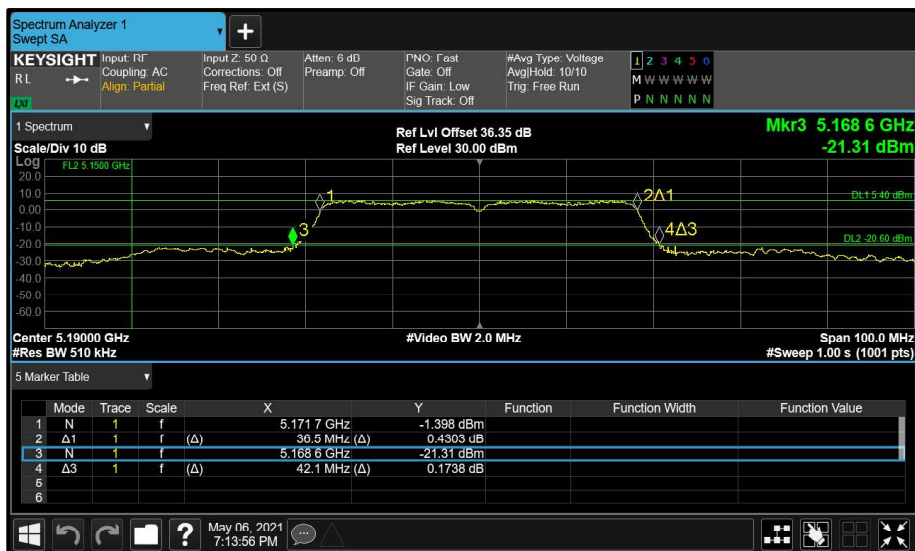 Spectrum Analyzer 1
Swept SA
+
KEYSIGHT Input: RF Input Z: 50 Ω Atten: 6 dB PNO: Fast #Avg Type: Voltage 1 2 3 4 5 6
RL Coupling: AC Corrections: Off Preamp: Off Gate: Off Avg|Hold: 10/10 M W W W W W
Align: Partial Freq Ref: Ext (S) IF Gain: Low Trig: Free Run
LXI Sig Track: Off P N N N N N
1 Spectrum Ref Lvl Offset 36.35 dB Mkr3 5.168 6 GHz
Scale/Div 10 dB Ref Level 30.00 dBm -21.31 dBm
Log FL2 5.1500 GHz
20.0
10.0 1 2Δ1 DL1 5.40 dBm
0.00
-10.0 3 4Δ3
-20.0 DL2 -20.60 dBm
-30.0
-40.0
-50.0
-60.0
Center 5.19000 GHz #Video BW 2.0 MHz Span 100.0 MHz
#Res BW 510 kHz #Sweep 1.00 s (1001 pts)
5 Marker Table
Mode Trace Scale X Y Function Function Width Function Value
1 N 1 f 5.171 7 GHz -1.398 dBm
2 Δ1 1 f (Δ) 36.5 MHz (Δ) 0.4303 dB
3 N 1 f 5.168 6 GHz -21.31 dBm
4 Δ3 1 f (Δ) 42.1 MHz (Δ) 0.1738 dB
5
6
? May 06, 2021
7:13:56 PM